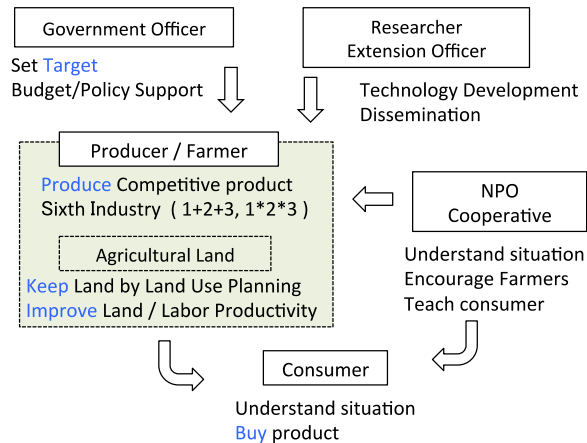 Government Officer
Set Target
Budget/Policy Support
Researcher
Extension Officer
Technology Development
Dissemination
Producer / Farmer
Produce Competitive product
Sixth Industry ( 1+2+3, 1*2*3 )
Agricultural Land
Keep Land by Land Use Planning
Improve Land / Labor Productivity
NPO
Cooperative
Understand situation
Encourage Farmers
Teach consumer
Consumer
Understand situation
Buy product